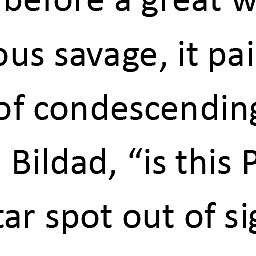 before a great w
ous savage, it pai
of condescending
Bildad, “is this P
tar spot out of sig